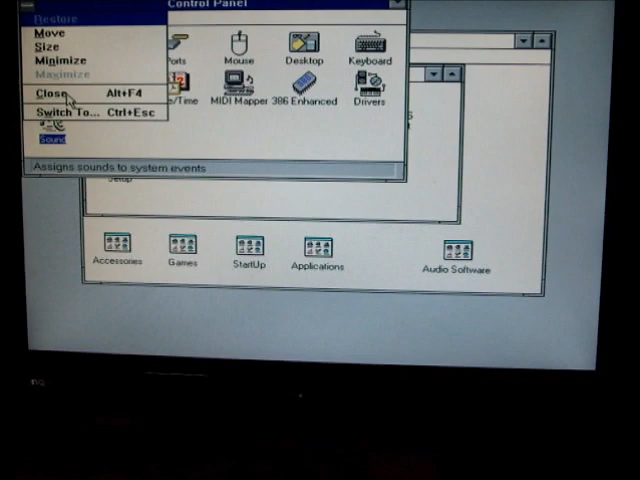 Control Panel
Restore
Move
Size
Minimize
Maximize
Close Alt+F4
Switch To... Ctrl+Esc
Ports
Mouse
Desktop
Keyboard
e/Time
MIDI Mapper
386 Enhanced
Drivers
Sound
Assigns sounds to system events
Setup
Accessories
Games
StartUp
Applications
Audio Software